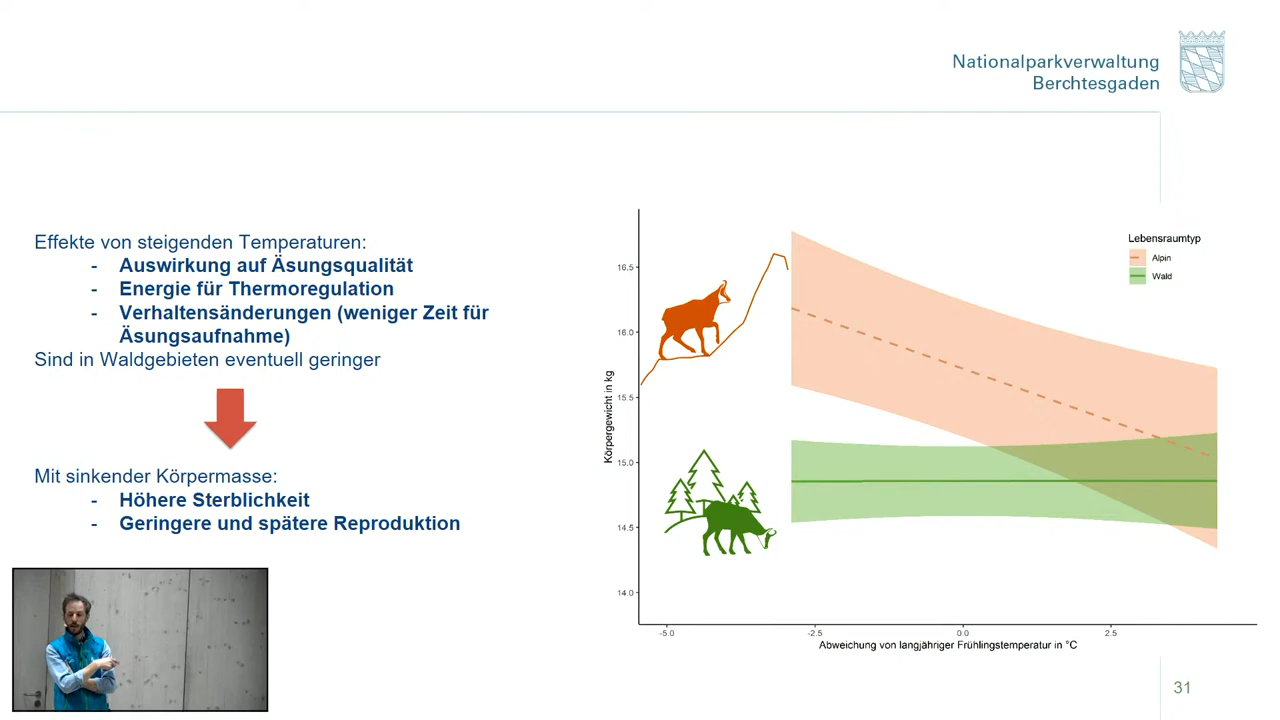 Nationalparkverwaltung
Berchtesgaden
Effekte von steigenden Temperaturen:
- Auswirkung auf Äsungsqualität
- Energie für Thermoregulation
- Verhaltensänderungen (weniger Zeit für
Äsungsaufnahme)
Sind in Waldgebieten eventuell geringer
Mit sinkender Körpermasse:
- Höhere Sterblichkeit
- Geringere und spätere Reproduktion
Lebensraumtyp
Alpin
Wald
Körpergewicht in kg
16.5
16.0
15.5
15.0
14.5
14.0
-5.0
-2.5
0.0
2.5
Abweichung von langjähriger Frühlingstemperatur in °C
31